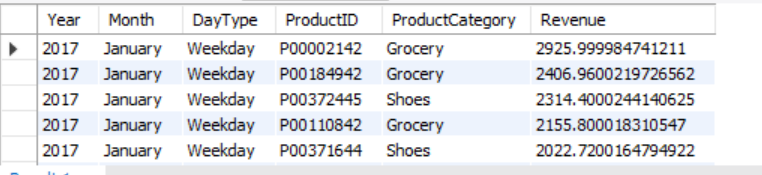 Year Month DayType ProductID ProductCategory Revenue
2017 January Weekday P00002142 Grocery 2925.999984741211
2017 January Weekday P00184942 Grocery 2406.9600219726562
2017 January Weekday P00372445 Shoes 2314.4000244140625
2017 January Weekday P00110842 Grocery 2155.800018310547
2017 January Weekday P00371644 Shoes 2022.7200164794922